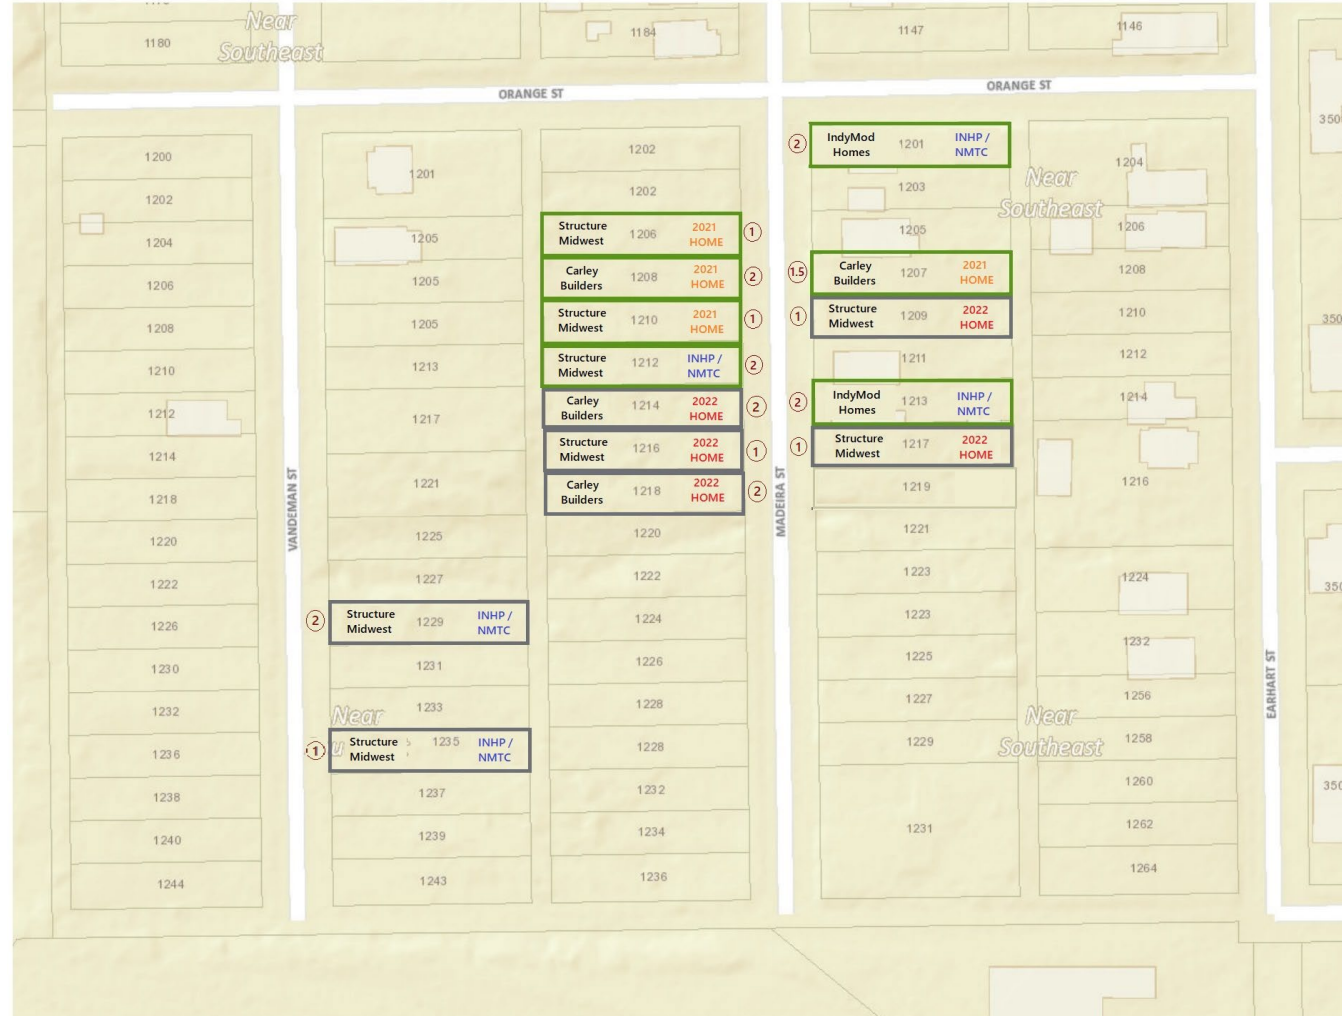 Near
Southeast
1180
1184
1147
1146
ORANGE ST
ORANGE ST
350
1200
1202
1204
1206
1208
1210
1212
1214
1218
1220
1222
1226
1230
1232
1236
1238
1240
1244
VANDEMAN ST
1201
1205
1205
1205
1213
1217
1221
1225
1227
2
Structure
Midwest
1229
INHP /
NMTC
1231
1233
Near
1
Structure
Midwest
1235
INHP /
NMTC
1237
1239
1243
1202
1202
Structure
Midwest
1206
2021
HOME
1
Carley
Builders
1208
2021
HOME
2
Structure
Midwest
1210
2021
HOME
1
Structure
Midwest
1212
INHP /
NMTC
2
Carley
Builders
1214
2022
HOME
2
Structure
Midwest
1216
2022
HOME
1
Carley
Builders
1218
2022
HOME
2
1220
1222
1224
1226
1228
1228
1232
1234
1236
MADEIRA ST
2
IndyMod
Homes
1201
INHP /
NMTC
1203
1205
1.5
Carley
Builders
1207
2021
HOME
1
Structure
Midwest
1209
2022
HOME
1211
2
IndyMod
Homes
1213
INHP /
NMTC
1
Structure
Midwest
1217
2022
HOME
1219
1221
1223
1223
1225
1227
1229
1231
1204
Near
Southeast
1206
1208
1210
1212
1214
1216
1224
1232
1256
Near
Southeast
1258
1260
1262
1264
EARHART ST
350
350
350